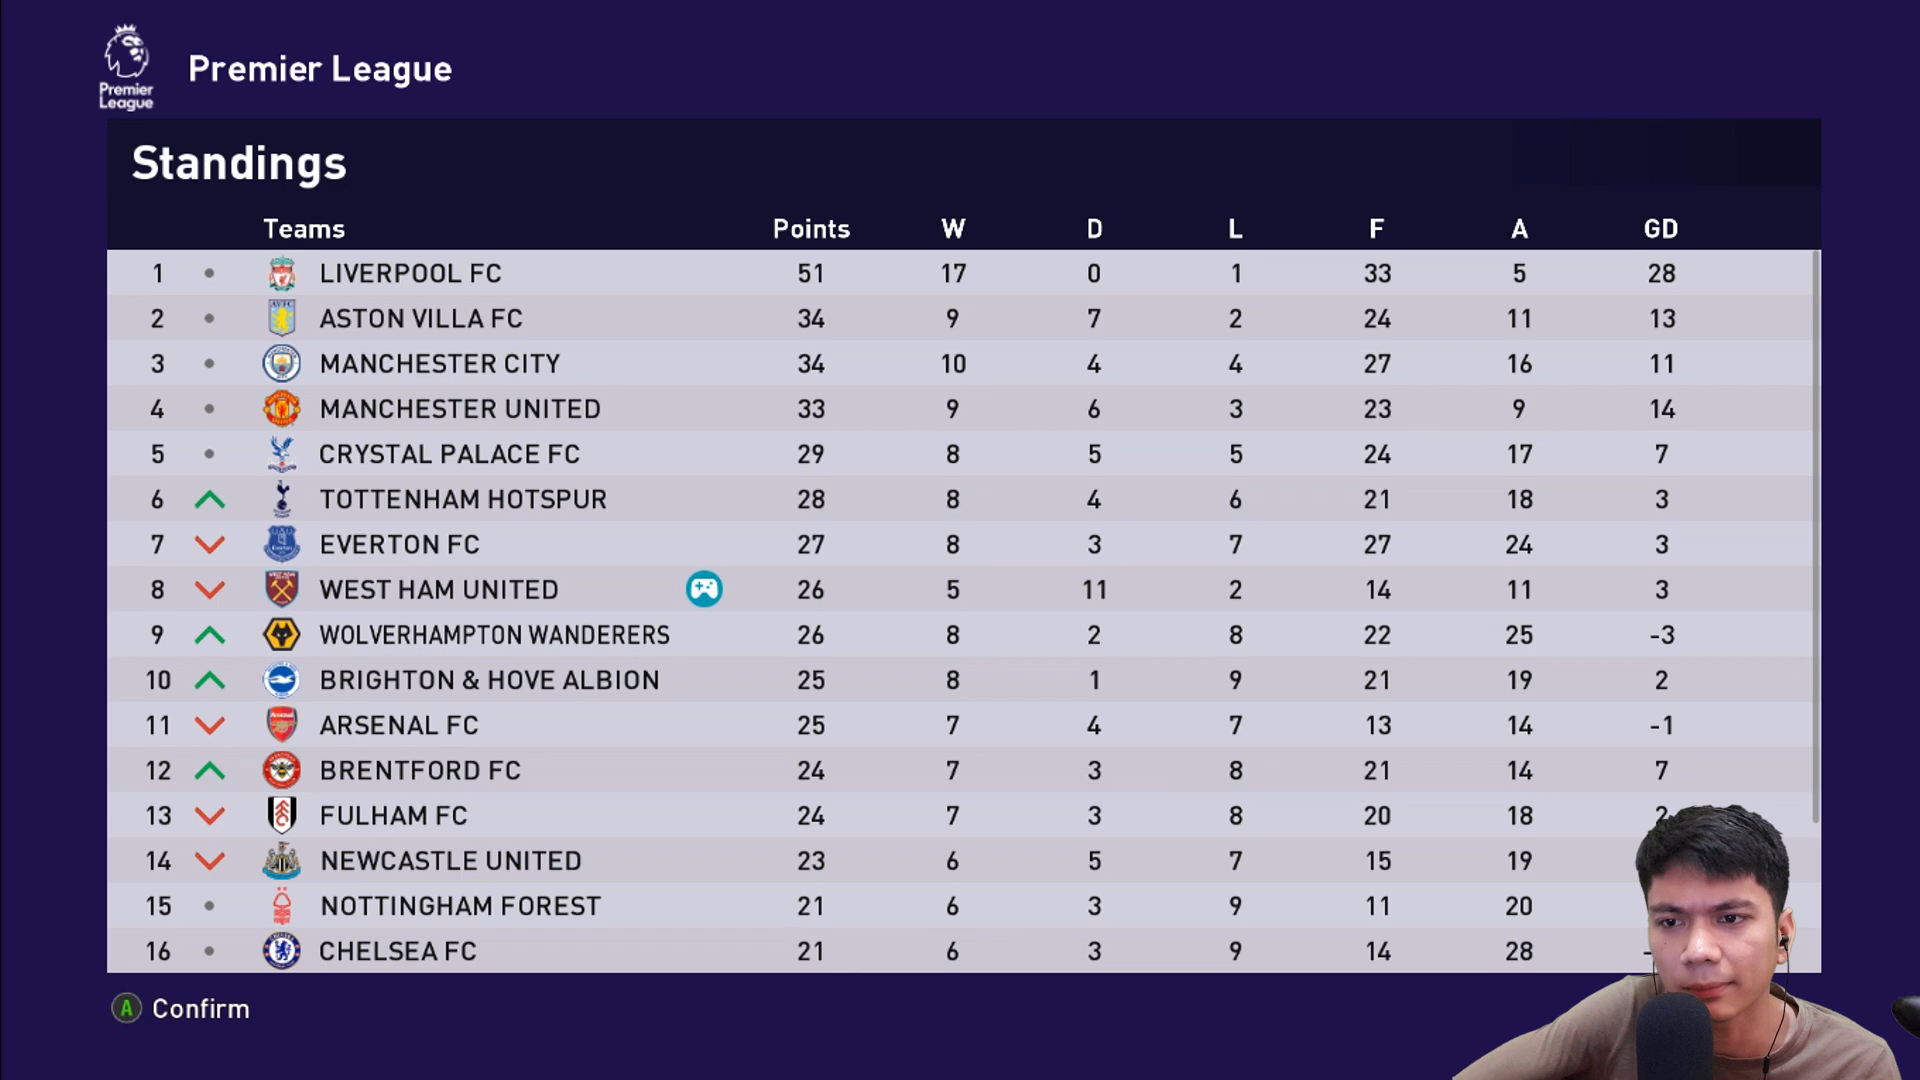 Premier
League
Premier League
Standings
Teams Points W D L F A GD
1 LIVERPOOL FC 51 17 0 1 33 5 28
2 ASTON VILLA FC 34 9 7 2 24 11 13
3 MANCHESTER CITY 34 10 4 4 27 16 11
4 MANCHESTER UNITED 33 9 6 3 23 9 14
5 CRYSTAL PALACE FC 29 8 5 5 24 17 7
6 TOTTENHAM HOTSPUR 28 8 4 6 21 18 3
7 EVERTON FC 27 8 3 7 27 24 3
8 WEST HAM UNITED 26 5 11 2 14 11 3
9 WOLVERHAMPTON WANDERERS 26 8 2 8 22 25 -3
10 BRIGHTON & HOVE ALBION 25 8 1 9 21 19 2
11 ARSENAL FC 25 7 4 7 13 14 -1
12 BRENTFORD FC 24 7 3 8 21 14 7
13 FULHAM FC 24 7 3 8 20 18 2
14 NEWCASTLE UNITED 23 6 5 7 15 19
15 NOTTINGHAM FOREST 21 6 3 9 11 20
16 CHELSEA FC 21 6 3 9 14 28
A Confirm